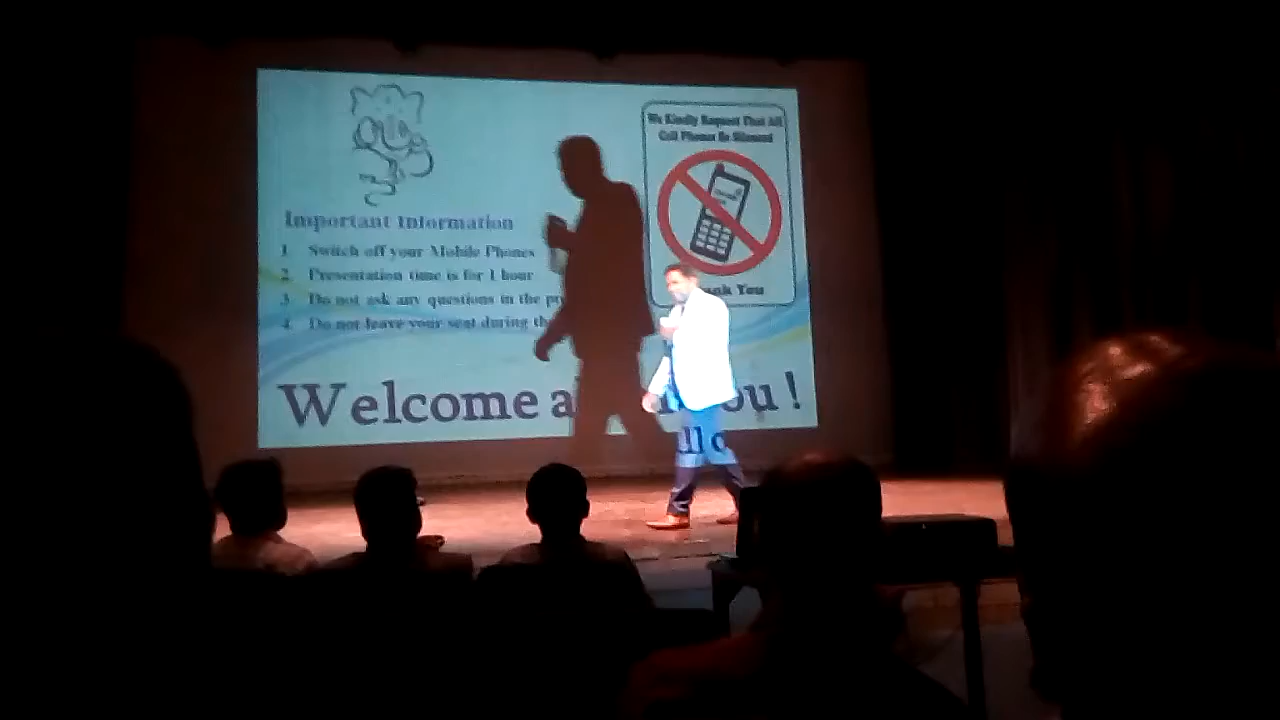 We Kindly Request That All
Cell Phones Be Silenced
Important Information
1 Switch off your Mobile Phones
2 Presentation time is for 1 hour
3 Do not ask any questions in the
4 Do not leave your seat during
You
Welcome
ou !